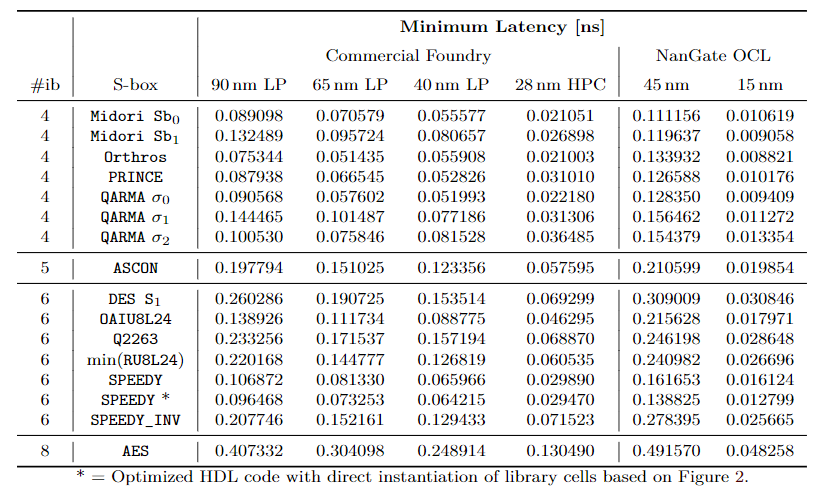 Minimum Latency [ns]
Commercial Foundry NanGate OCL
#ib S-box 90 nm LP 65 nm LP 40 nm LP 28 nm HPC 45 nm 15 nm
4 Midori Sb₀ 0.089098 0.070579 0.055577 0.021051 0.111156 0.010619
4 Midori Sb₁ 0.132489 0.095724 0.080657 0.026898 0.119637 0.009058
4 Orthros 0.075344 0.051435 0.055908 0.021003 0.133932 0.008821
4 PRINCE 0.087938 0.066545 0.052826 0.031010 0.126588 0.010176
4 QARMA σ₀ 0.090568 0.057602 0.051993 0.022180 0.128350 0.009409
4 QARMA σ₁ 0.144465 0.101487 0.077186 0.031306 0.156462 0.011272
4 QARMA σ₂ 0.100530 0.075846 0.081528 0.036485 0.154379 0.013354
5 ASCON 0.197794 0.151025 0.123356 0.057595 0.210599 0.019854
6 DES S₁ 0.260286 0.190725 0.153514 0.069299 0.309009 0.030846
6 OAIU8L24 0.138926 0.111734 0.088775 0.046295 0.215628 0.017971
6 Q2263 0.233256 0.171537 0.157194 0.068870 0.246198 0.028648
6 min(RU8L24) 0.220168 0.144777 0.126819 0.060535 0.240982 0.026696
6 SPEEDY 0.106872 0.081330 0.065966 0.029890 0.161653 0.016124
6 SPEEDY * 0.096468 0.073253 0.064215 0.029470 0.138825 0.012799
6 SPEEDY_INV 0.207746 0.152161 0.129433 0.071523 0.278395 0.025665
8 AES 0.407332 0.304098 0.248914 0.130490 0.491570 0.048258
* = Optimized HDL code with direct instantiation of library cells based on Figure 2.